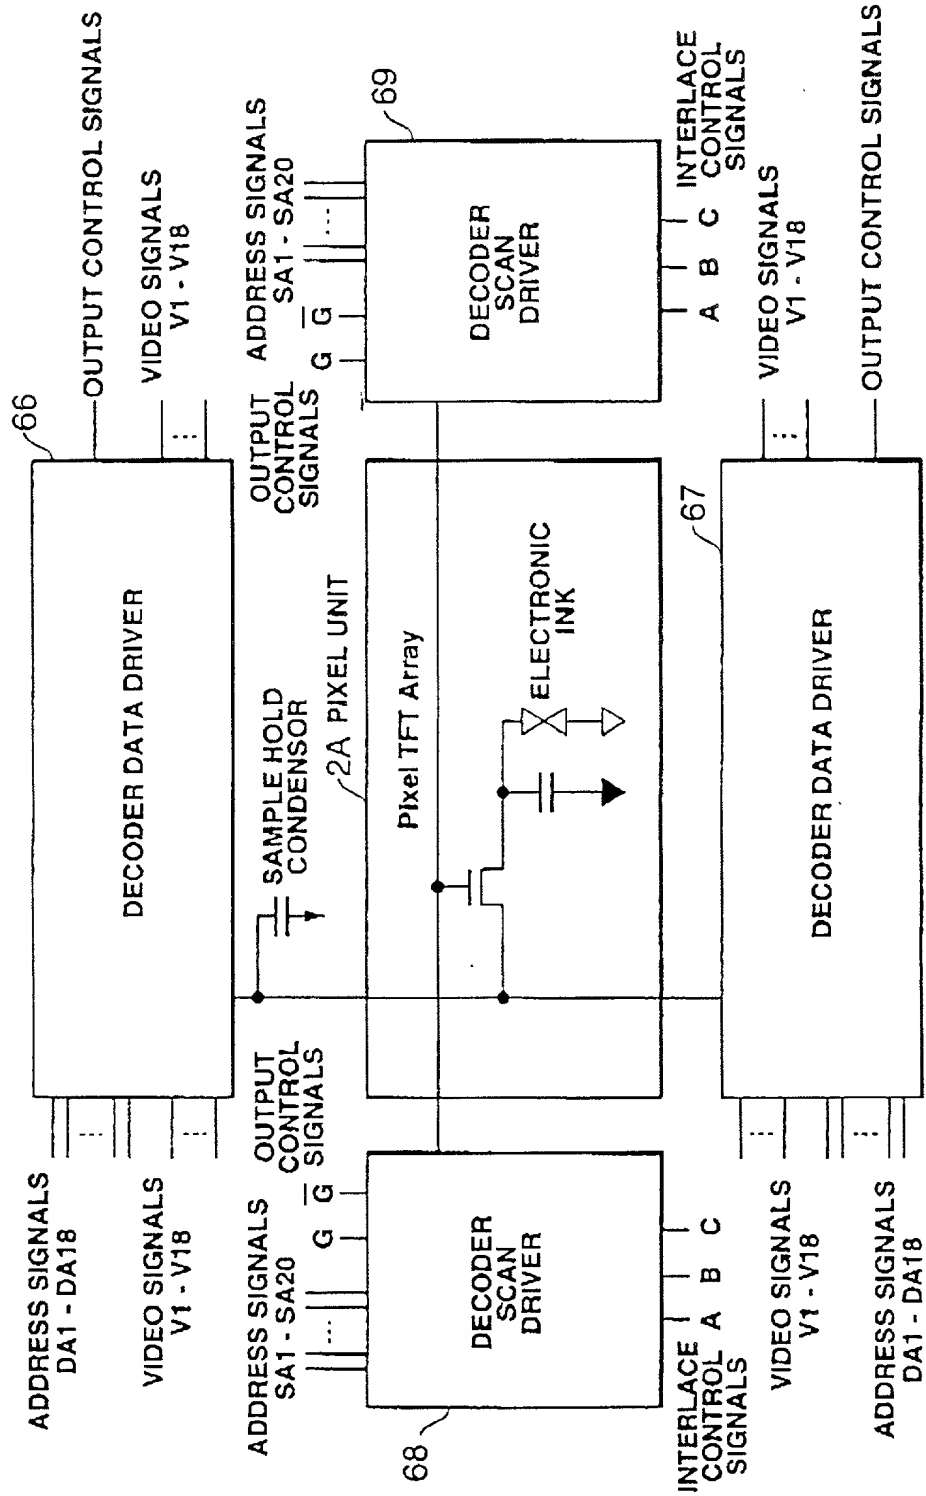 ADDRESS SIGNALS
DA1 - DA18
VIDEO SIGNALS
V1 - V18
DECODER DATA DRIVER
66
OUTPUT CONTROL SIGNALS
VIDEO SIGNALS
V1 - V18
ADDRESS SIGNALS
SA1 - SA20
G
G
OUTPUT
CONTROL
SIGNALS
SAMPLE HOLD
CONDENSOR
2A PIXEL UNIT
OUTPUT
CONTROL
SIGNALS
G
G
ADDRESS SIGNALS
SA1 - SA20
69
68
DECODER
SCAN
DRIVER
Pixel TFT Array
ELECTRONIC
INK
DECODER
SCAN
DRIVER
A
B
C
INTERLACE
CONTROL
SIGNALS
A
B
C
INTERLACE
CONTROL
SIGNALS
67
VIDEO SIGNALS
V1 - V18
ADDRESS SIGNALS
DA1 - DA18
DECODER DATA DRIVER
VIDEO SIGNALS
V1 - V18
OUTPUT CONTROL SIGNALS